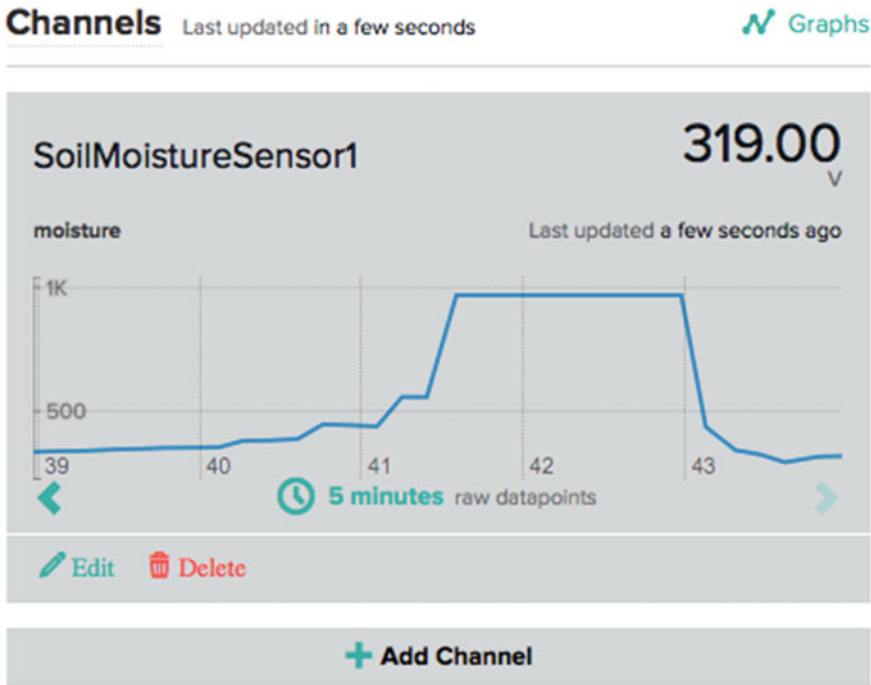 Channels Last updated in a few seconds Graphs
SoilMoistureSensor1 319.00
V
moisture Last updated a few seconds ago
1K
500
39 40 41 42 43
5 minutes raw datapoints
Edit Delete
Add Channel